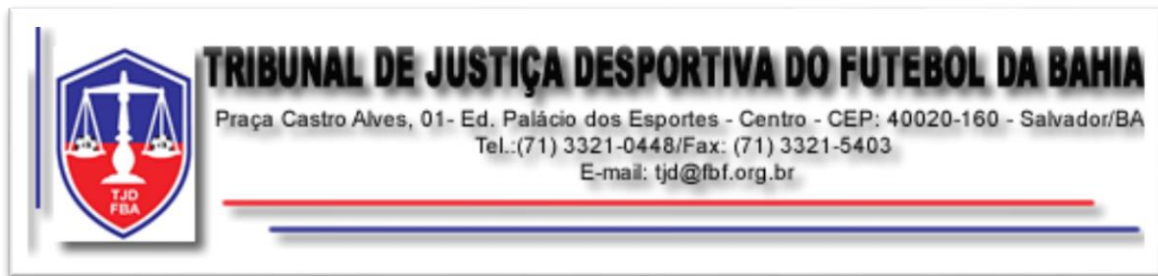 TRIBUNAL DE JUSTIÇA DESPORTIVA DO FUTEBOL DA BAHIA
Praça Castro Alves, 01- Ed. Palácio dos Esportes - Centro - CEP: 40020-160 - Salvador/BA
Tel.:(71) 3321-0448/Fax: (71) 3321-5403
E-mail: tjd@fbf.org.br
TJD
FBA